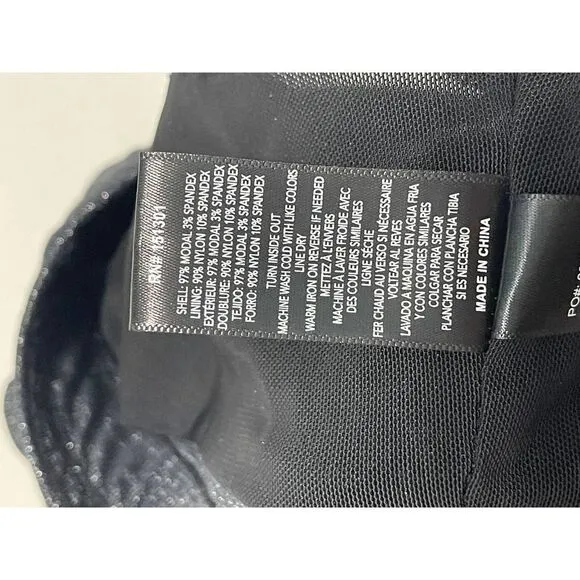 RN# 151301
SHELL: 97% MODAL 3% SPANDEX
LINING: 90% NYLON 10% SPANDEX
EXTÉRIEUR: 97% MODAL 3% SPANDEX
DOUBLURE: 90% NYLON 10% SPANDEX
TEJIDO: 97% MODAL 3% SPANDEX
FORRO: 90% NYLON 10% SPANDEX
TURN INSIDE OUT
MACHINE WASH COLD WITH LIKE COLORS
LINE DRY
WARM IRON ON REVERSE IF NEEDED
METTEZ À L'ENVERS
MACHINE À LAVER FROIDE AVEC
DES COULEURS SIMILAIRES
LIGNE SÈCHE
FER CHAUD AU VERSO SI NÉCESSAIRE
VOLTEAR AL REVES
LAVADO A MAQUINA EN AGUA FRIA
Y CON COLORES SIMILARES
COLGAR PARA SECAR
PLANCHAR CON PLANCHA TIBIA
SI ES NECESARIO
MADE IN CHINA
PO#: